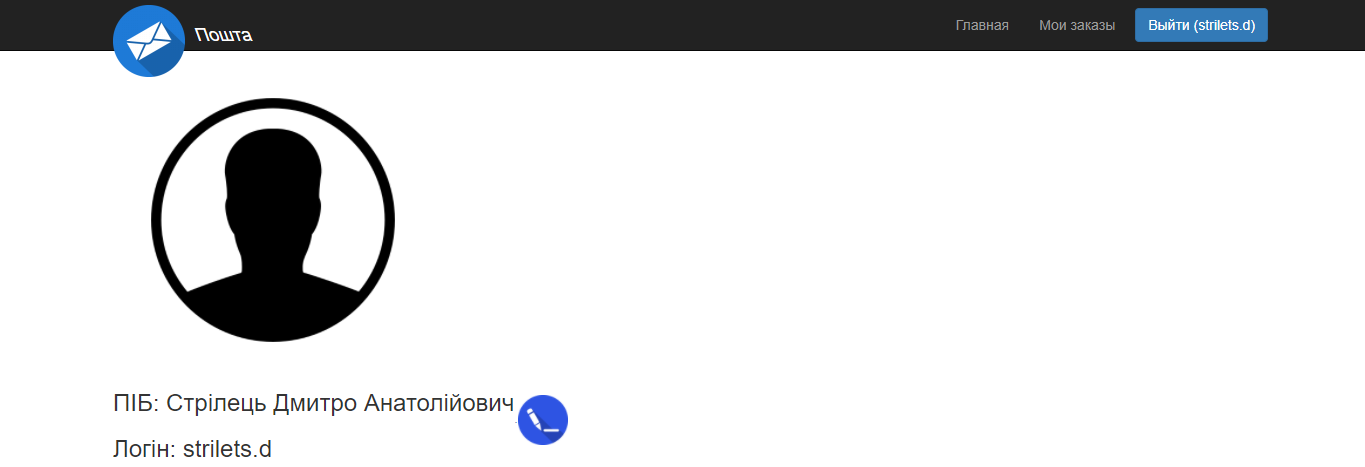 Пошта
Главная Мои заказы Выйти (strilets.d)
ПІБ: Стрілець Дмитро Анатолійович
Логін: strilets.d